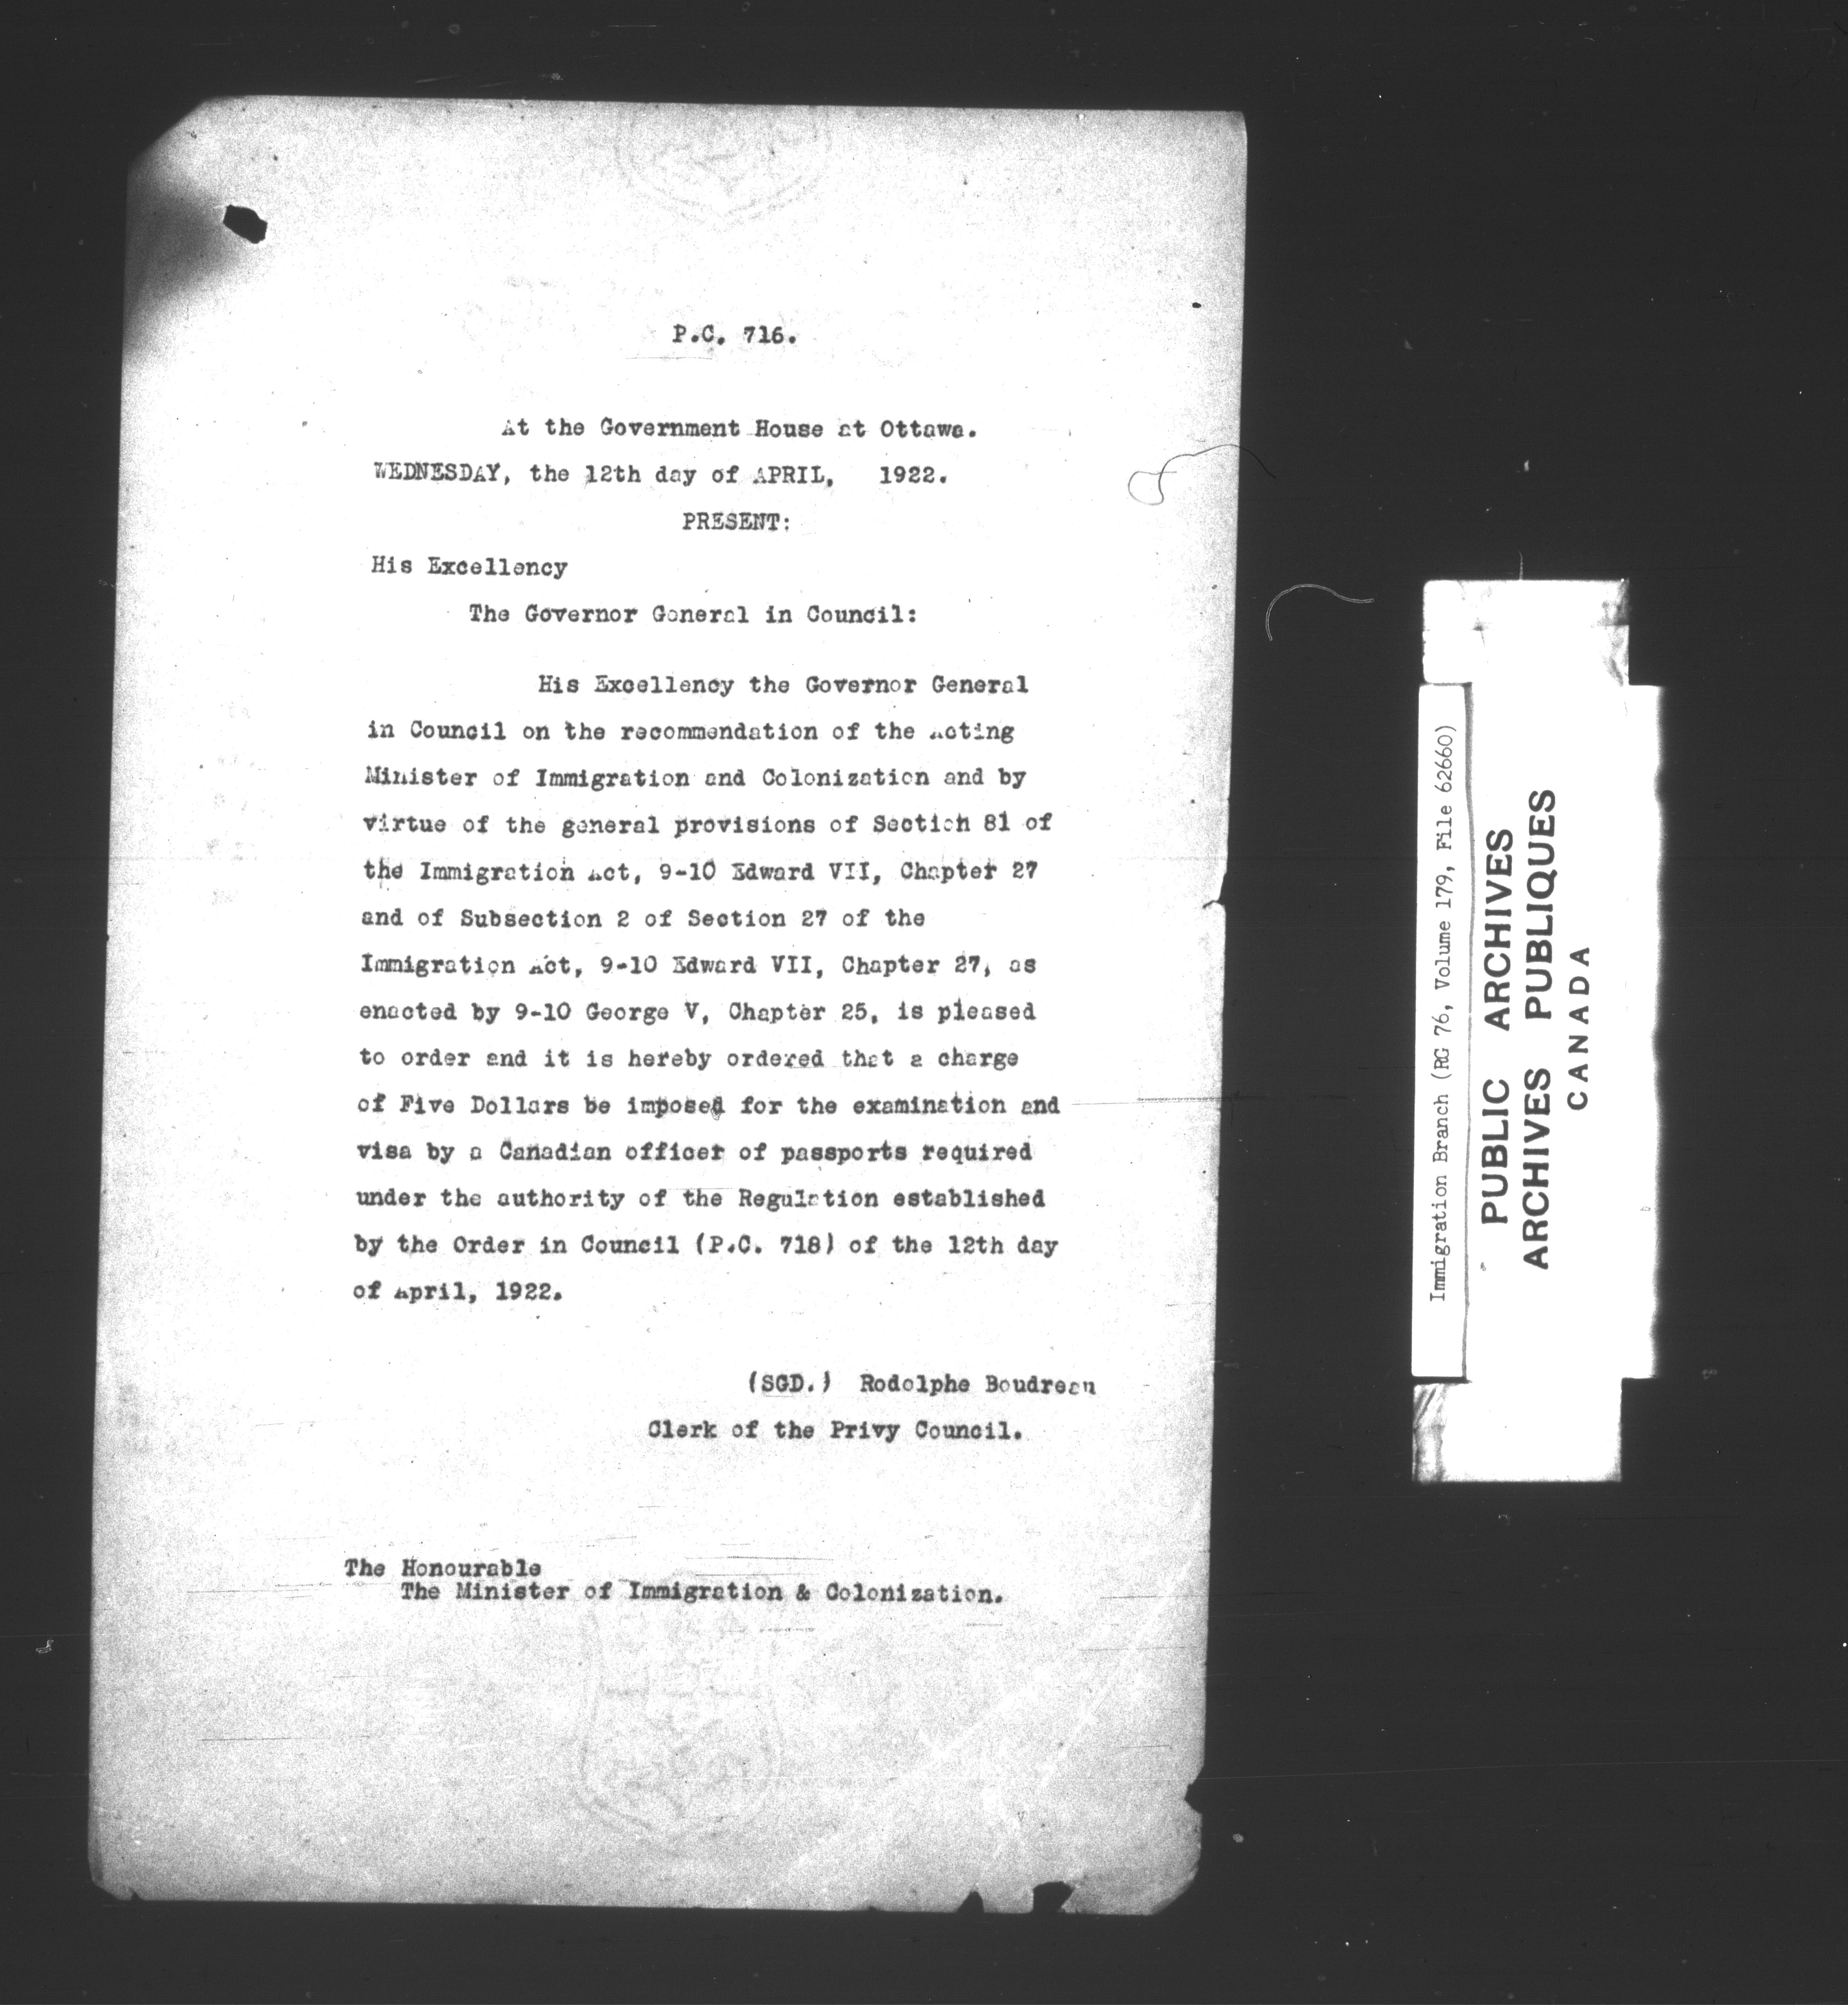 P.C. 716.
At the Government House at Ottawa.
WEDNESDAY, the 12th day of APRIL, 1922.
PRESENT:
His Excellency
The Governor General in Council:
His Excellency the Governor General
in Council on the recommendation of the Acting
Minister of Immigration and Colonization and by
virtue of the general provisions of Section 81 of
the Immigration Act, 9-10 Edward VII, Chapter 27
and of Subsection 2 of Section 27 of the
Immigration Act, 9-10 Edward VII, Chapter 27, as
enacted by 9-10 George V, Chapter 25, is pleased
to order and it is hereby ordered that a charge
of Five Dollars be imposed for the examination and
visa by a Canadian officer of passports required
under the authority of the Regulation established
by the Order in Council (P.C. 718) of the 12th day
of April, 1922.
(SGD.) Rodolphe Boudreau
Clerk of the Privy Council.
The Honourable
The Minister of Immigration & Colonization.
Immigration Branch (RG 76, Volume 179, File 62660)
PUBLIC ARCHIVES
ARCHIVES PUBLIQUES
CANADA